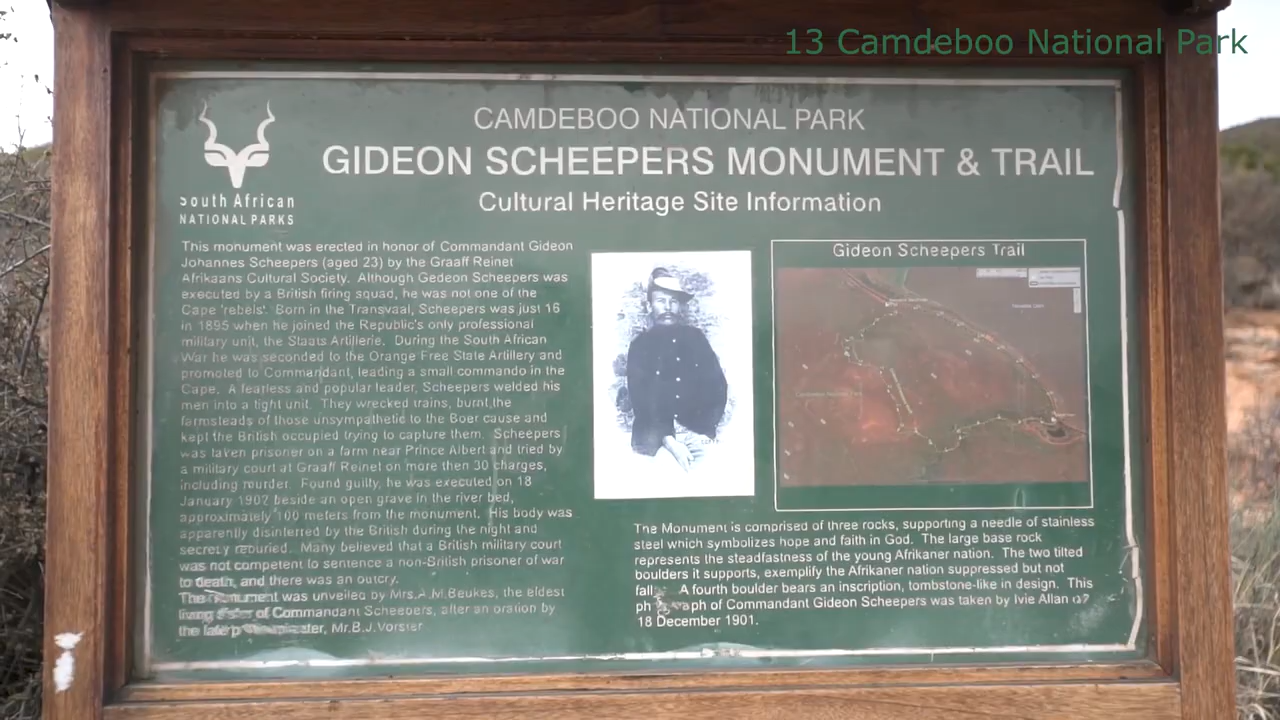 13 Camdeboo National Park
CAMDEBOO NATIONAL PARK
GIDEON SCHEEPERS MONUMENT & TRAIL
Cultural Heritage Site Information
South African
NATIONAL PARKS
This monument was erected in honor of Commandant Gideon
Johannes Scheepers (aged 23) by the Graaff Reinet
Afrikaans Cultural Society. Although Gedeon Scheepers was
executed by a British firing squad, he was not one of the
Cape 'rebels'. Born in the Transvaal, Scheepers was just 16
in 1895 when he joined the Republic's only professional
military unit, the Staats Artillerie. During the South African
War he was seconded to the Orange Free State Artillery and
promoted to Commandant, leading a small commando in the
Cape. A fearless and popular leader, Scheepers welded his
men into a tight unit. They wrecked trains, burnt the
farmsteads of those unsympathetic to the Boer cause and
kept the British occupied trying to capture them. Scheepers
was taken prisoner on a farm near Prince Albert and tried by
a military court at Graaff Reinet on more then 30 charges,
including murder. Found guilty, he was executed on 18
January 1902 beside an open grave in the river bed,
approximately 100 meters from the monument. His body was
apparently disinterred by the British during the night and
secretly reburied. Many believed that a British military court
was not competent to sentence a non-British prisoner of war
to death, and there was an outcry.
The Monument was unveiled by Mrs.A.M.Beukes, the eldest
living sister of Commandant Scheepers, after an oration by
the late Mr.B.J.Vorster
Gideon Scheepers Trail
The Monument is comprised of three rocks, supporting a needle of stainless
steel which symbolizes hope and faith in God. The large base rock
represents the steadfastness of the young Afrikaner nation. The two tilted
boulders it supports, exemplify the Afrikaner nation suppressed but not
A fourth boulder bears an inscription, tombstone-like in design. This
of Commandant Gideon Scheepers was taken by Ivie Allan
18 December 1901.